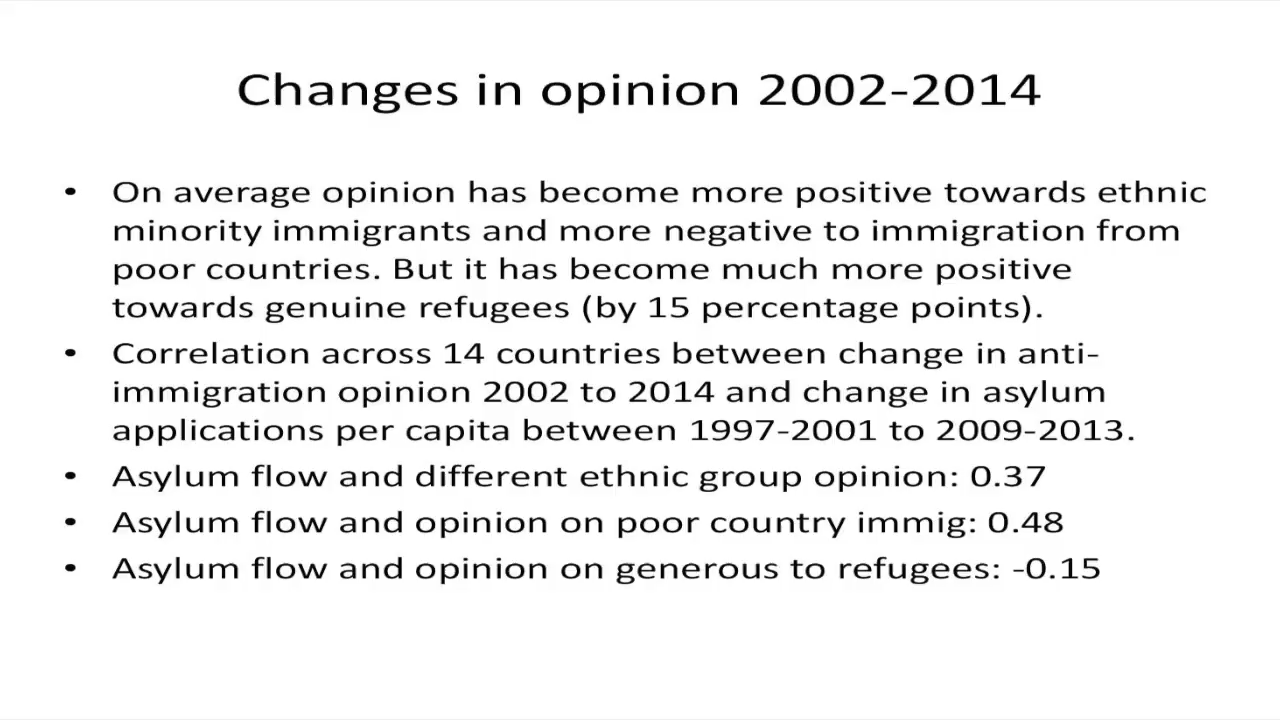 Changes in opinion 2002-2014
• On average opinion has become more positive towards ethnic
minority immigrants and more negative to immigration from
poor countries. But it has become much more positive
towards genuine refugees (by 15 percentage points).
• Correlation across 14 countries between change in anti-
immigration opinion 2002 to 2014 and change in asylum
applications per capita between 1997-2001 to 2009-2013.
• Asylum flow and different ethnic group opinion: 0.37
• Asylum flow and opinion on poor country immig: 0.48
• Asylum flow and opinion on generous to refugees: -0.15